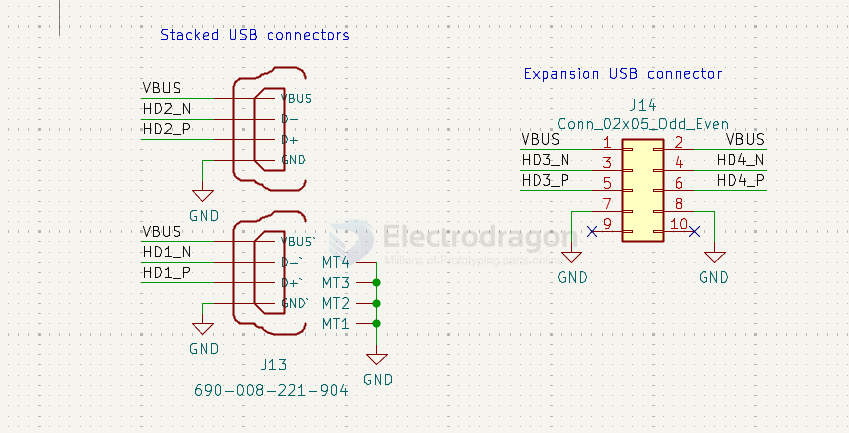 Stacked USB connectors
VBUS
HD2_N
HD2_P
VBUS
D-
D+
GND
GND
VBUS
HD1_N
HD1_P
VBUS`
D-`
D+`
GND`
MT4
MT3
MT2
MT1
GND
GND
J13
690-008-221-904
Expansion USB connector
J14
Conn_02x05_Odd_Even
VBUS 1 2 VBUS
HD3_N 3 4 HD4_N
HD3_P 5 6 HD4_P
7 8
9 10
GND GND
Electrodragon